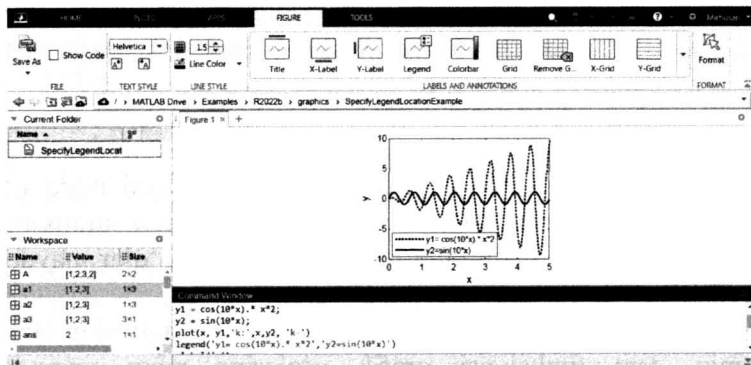 HOME PLOTS APPS FIGURE TOOLS
Save As
Show Code
Helvetica
1.5
Line Color
Title X-Label Y-Label Legend Colorbar Grid Remove G... X-Grid Y-Grid
Format
FILE TEXT STYLE LINE STYLE LABELS AND ANNOTATIONS FORMAT
/ › MATLAB Drive › Examples › R2022b › graphics › SpecifyLegendLocationExample
Current Folder
Name
SpecifyLegendLocat
Figure 1 × +
10
5
0
-5
-10
y
y1= cos(10*x).* x*2
y2=sin(10*x)
0 1 2 3 4 5
x
Workspace
Name Value Size
A [1,2,3,2] 2×2
a1 [1,2,3] 1×3
a2 [1,2,3] 1×3
a3 [1,2,3] 3×1
ans 2 1×1
Command Window
y1 = cos(10*x).* x*2;
y2 = sin(10*x);
plot(x, y1,'k:',x,y2, 'k-')
legend('y1= cos(10*x).* x*2','y2=sin(10*x)')